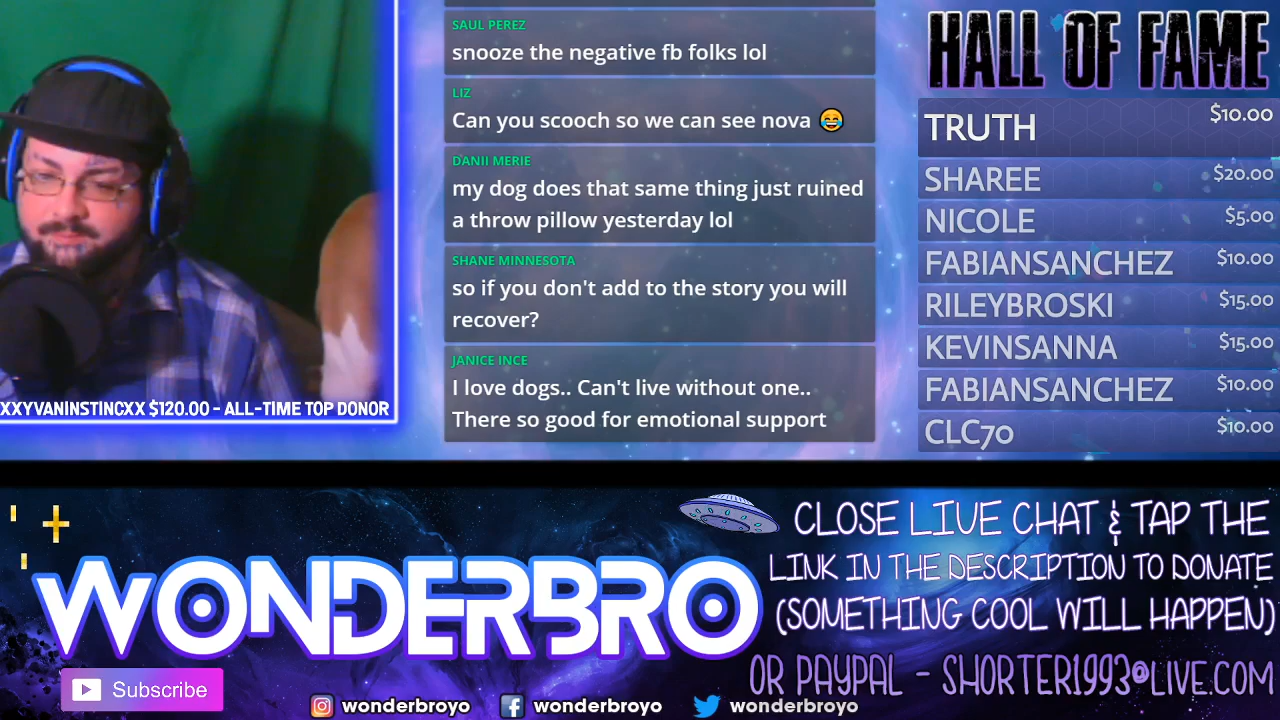 SAUL PEREZ
snooze the negative fb folks lol
LIZ
Can you scooch so we can see nova 😂
DANII MERIE
my dog does that same thing just ruined
a throw pillow yesterday lol
SHANE MINNESOTA
so if you don't add to the story you will
recover?
JANICE INCE
I love dogs.. Can't live without one..
There so good for emotional support
XXYVANINSTINCXX $120.00 - ALL-TIME TOP DONOR
HALL OF FAME
TRUTH $10.00
SHAREE $20.00
NICOLE $5.00
FABIANSANCHEZ $10.00
RILEYBROSKI $15.00
KEVINSANNA $15.00
FABIANSANCHEZ $10.00
CLC70 $10.00
WONDERBRO
Subscribe
wonderbroyo wonderbroyo wonderbroyo
CLOSE LIVE CHAT & TAP THE
LINK IN THE DESCRIPTION TO DONATE
(SOMETHING COOL WILL HAPPEN)
OR PAYPAL - SHORTER1993@LIVE.COM